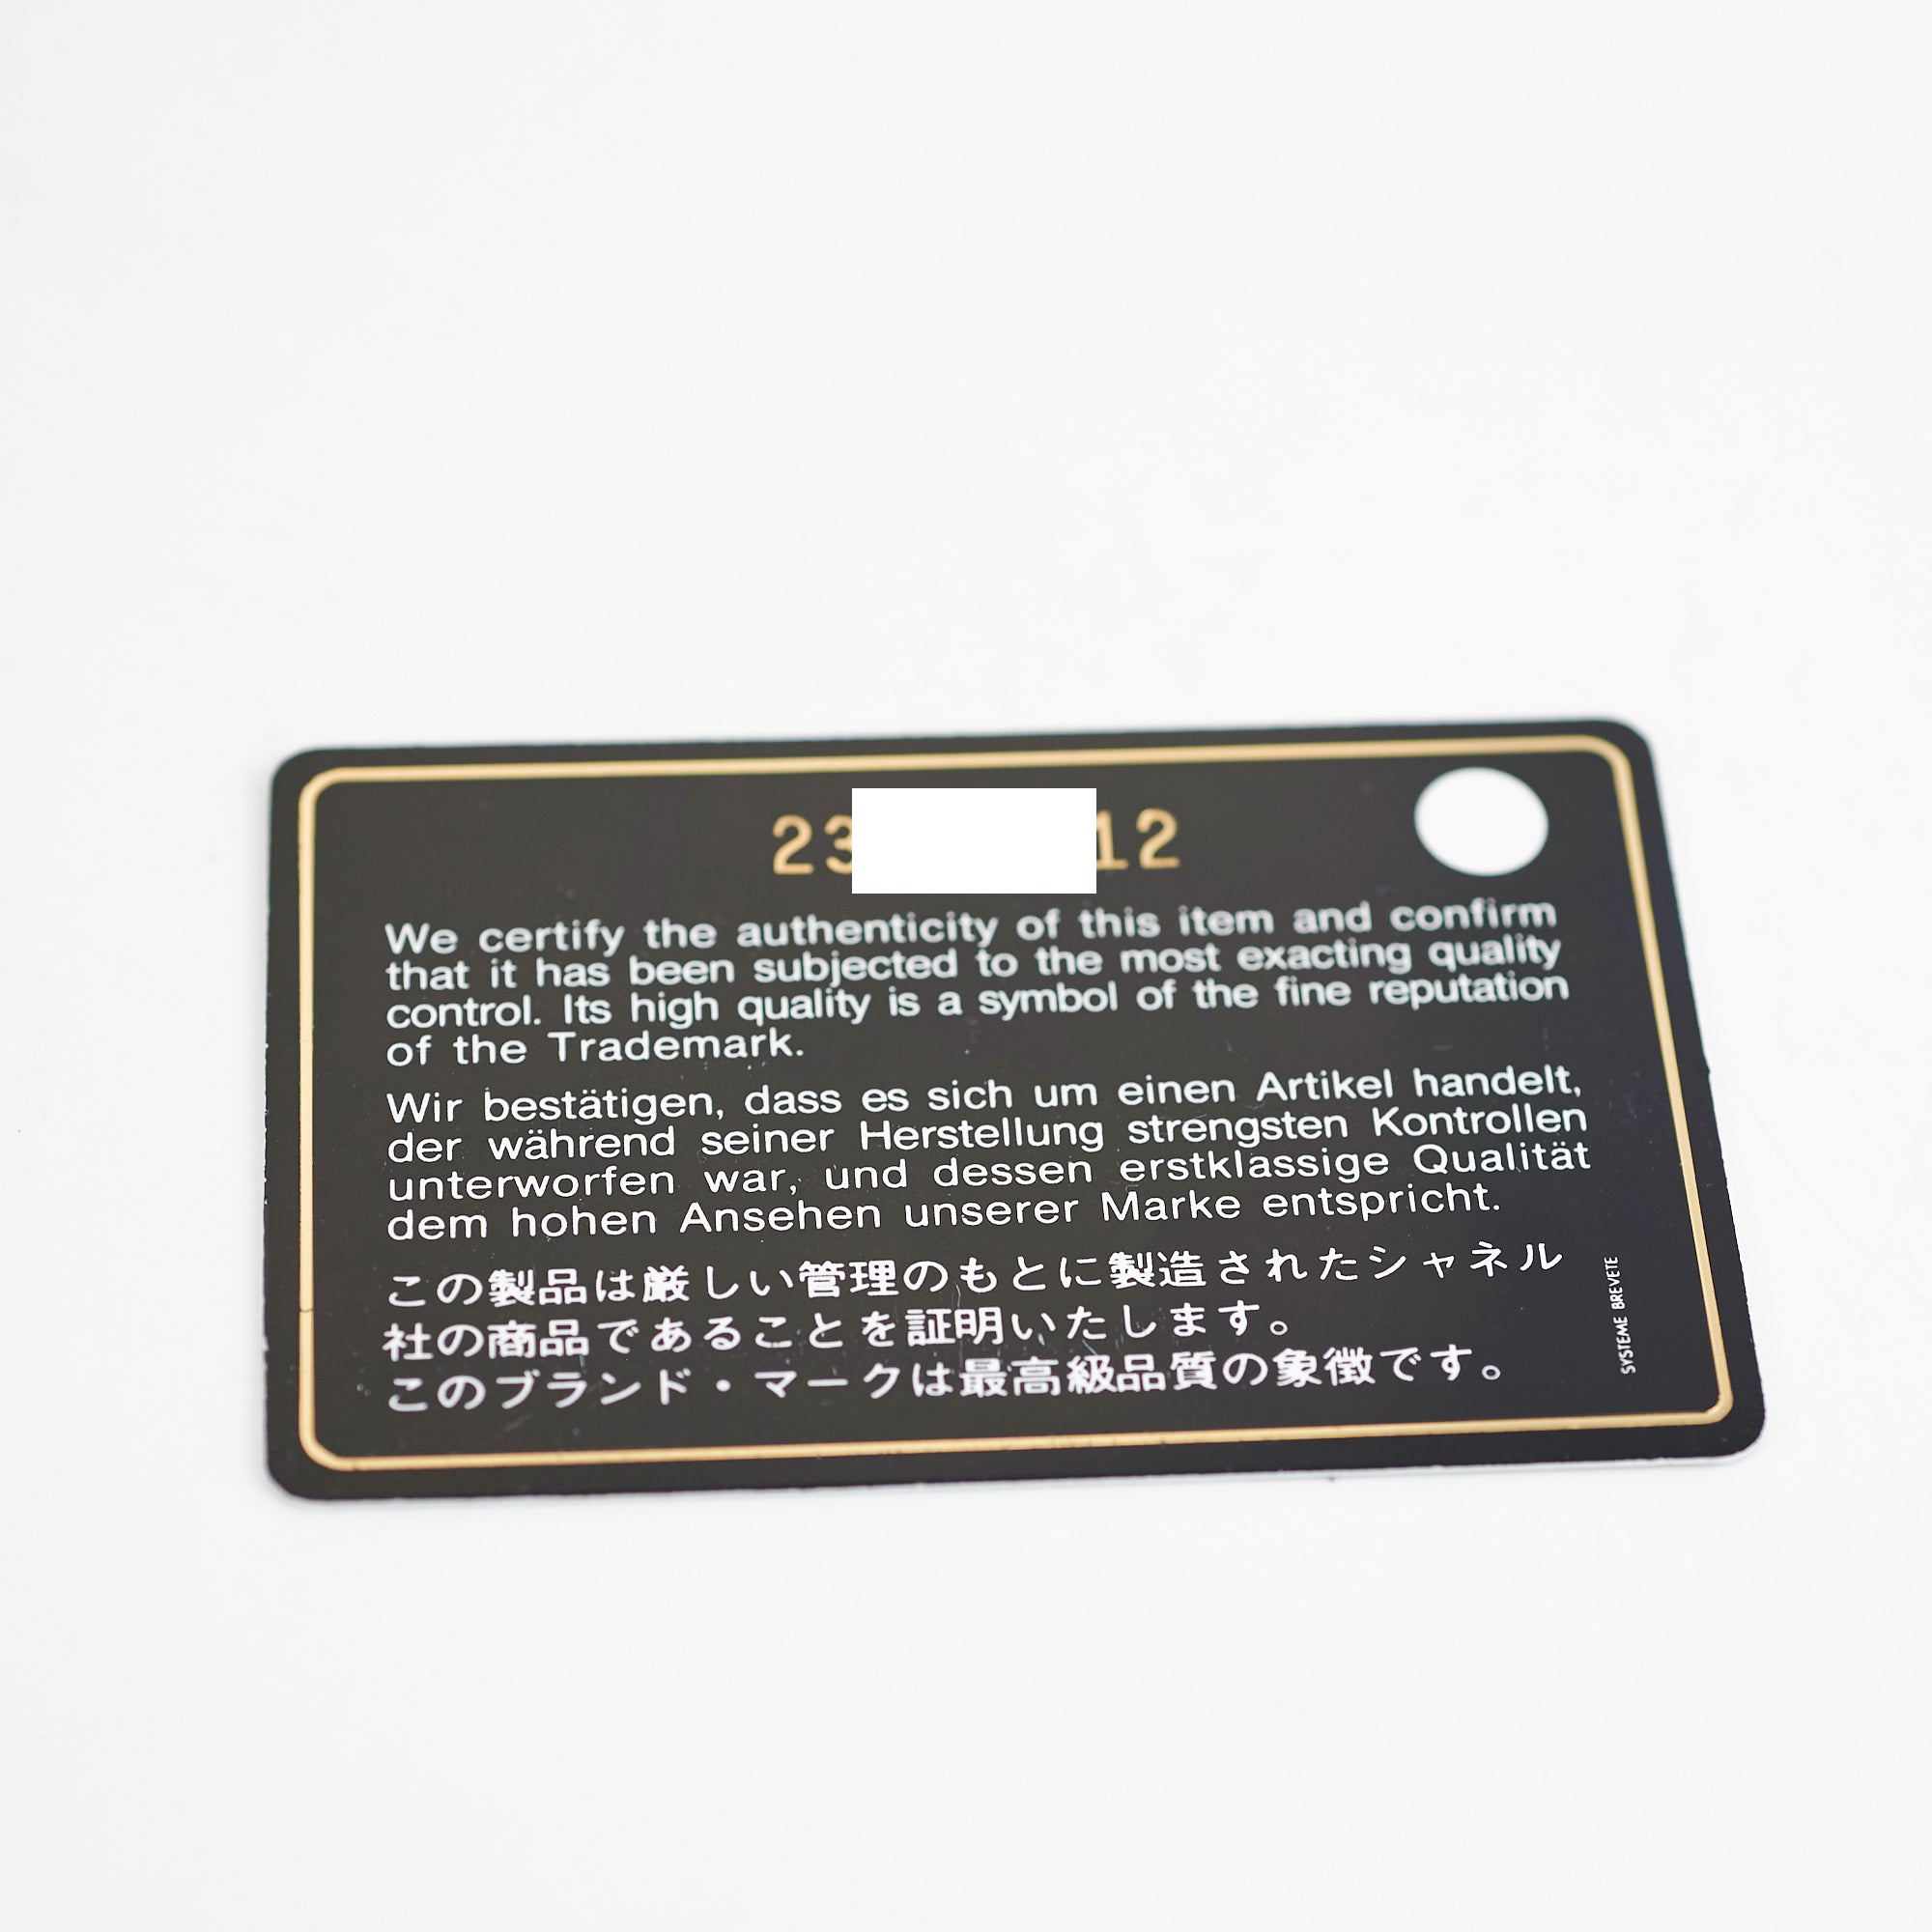 23 12
We certify the authenticity of this item and confirm
that it has been subjected to the most exacting quality
control. Its high quality is a symbol of the fine reputation
of the Trademark.
Wir bestätigen, dass es sich um einen Artikel handelt,
der während seiner Herstellung strengsten Kontrollen
unterworfen war, und dessen erstklassige Qualität
dem hohen Ansehen unserer Marke entspricht.
この製品は厳しい管理のもとに製造されたシャネル
社の商品であることを証明いたします。
このブランド・マークは最高級品質の象徴です。
SYSTEME BREVETE